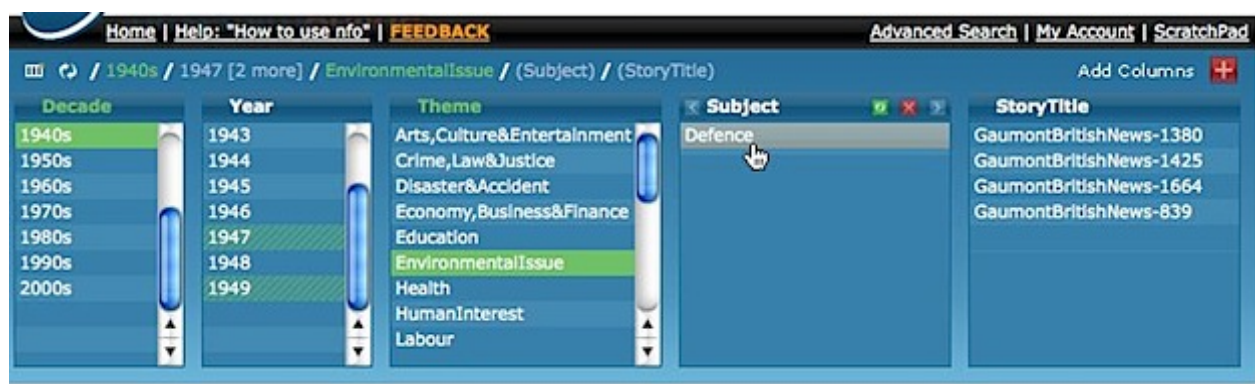 Home | Help: "How to use nfo" | FEEDBACK
Advanced Search | My Account | ScratchPad
/ 1940s / 1947 [2 more] / EnvironmentalIssue / (Subject) / (StoryTitle)
Add Columns
Decade
1940s
1950s
1960s
1970s
1980s
1990s
2000s
Year
1943
1944
1945
1946
1947
1948
1949
Theme
Arts,Culture&Entertainment
Crime,Law&Justice
Disaster&Accident
Economy,Business&Finance
Education
EnvironmentalIssue
Health
HumanInterest
Labour
Subject
Defence
StoryTitle
GaumontBritishNews-1380
GaumontBritishNews-1425
GaumontBritishNews-1664
GaumontBritishNews-839